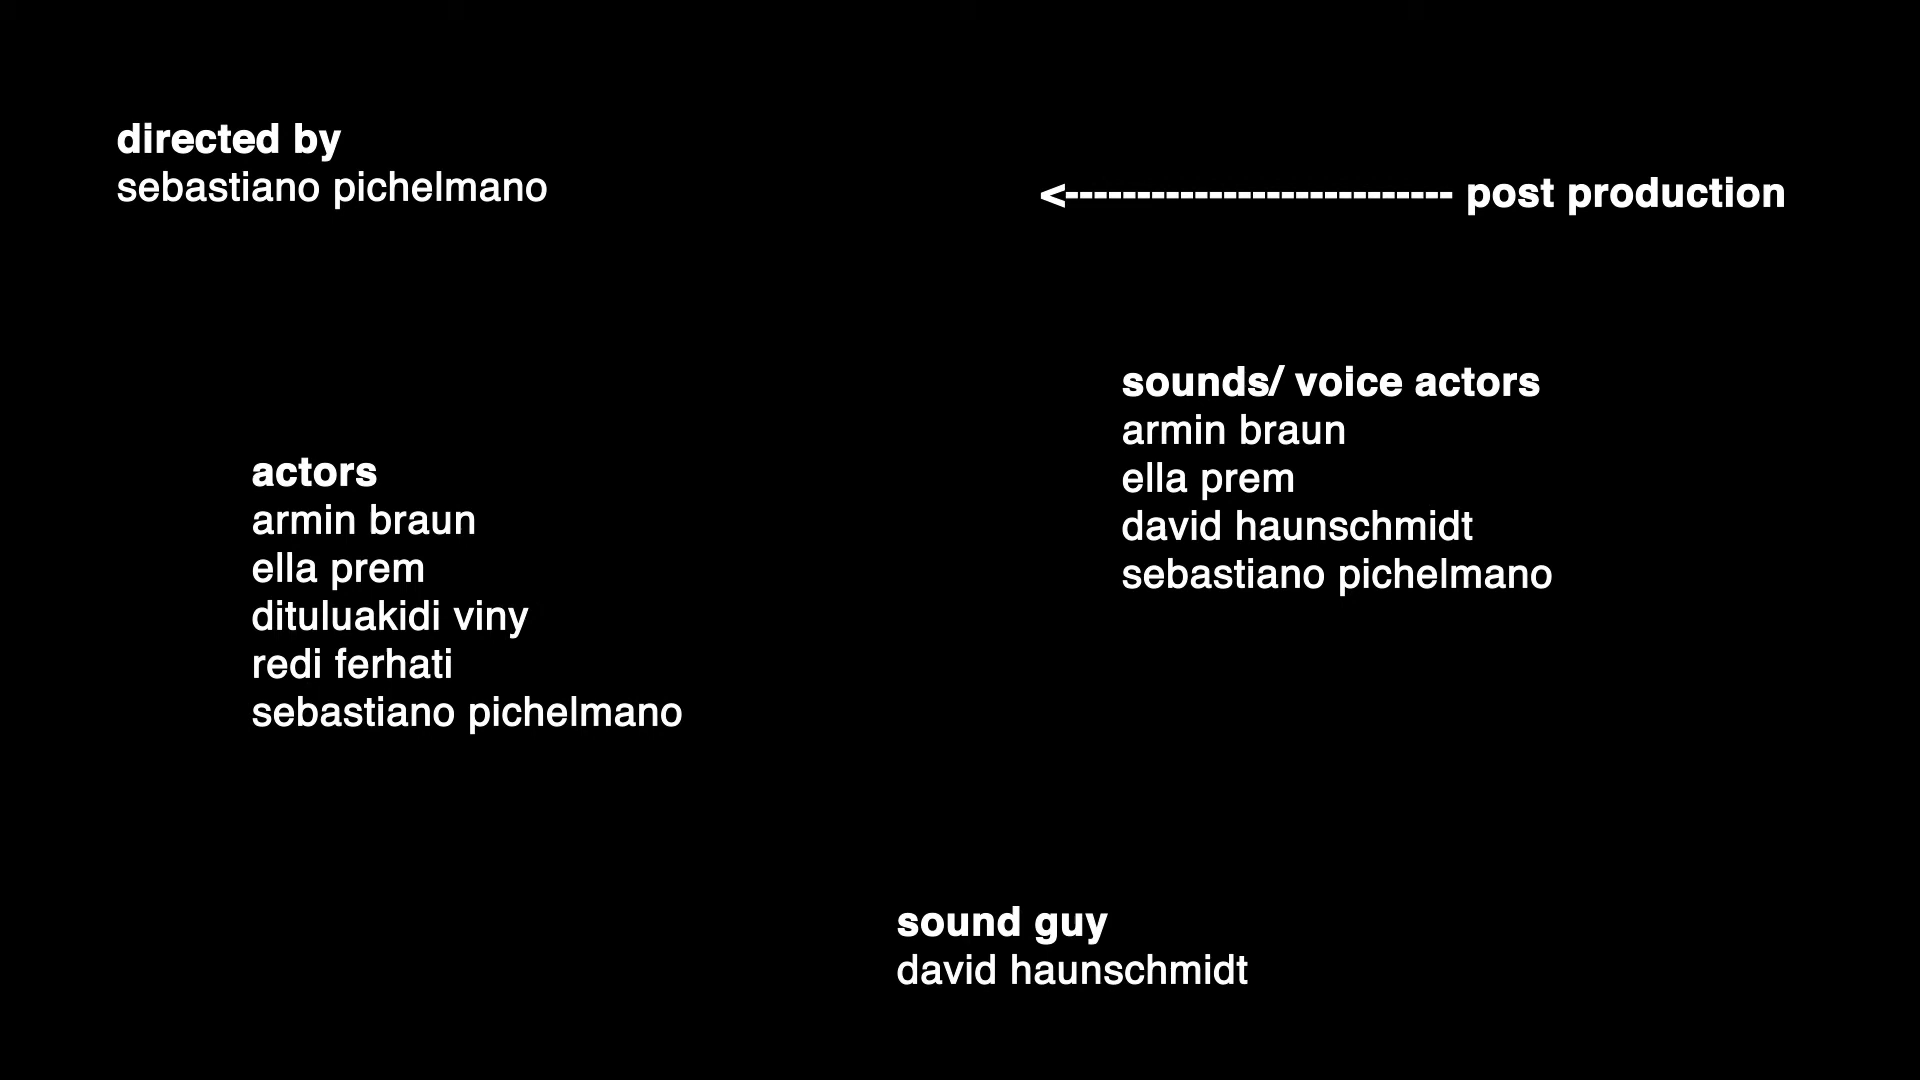 directed by
sebastiano pichelmano
<------------------------- post production
sounds/ voice actors
armin braun
ella prem
david haunschmidt
sebastiano pichelmano
actors
armin braun
ella prem
dituluakidi viny
redi ferhati
sebastiano pichelmano
sound guy
david haunschmidt